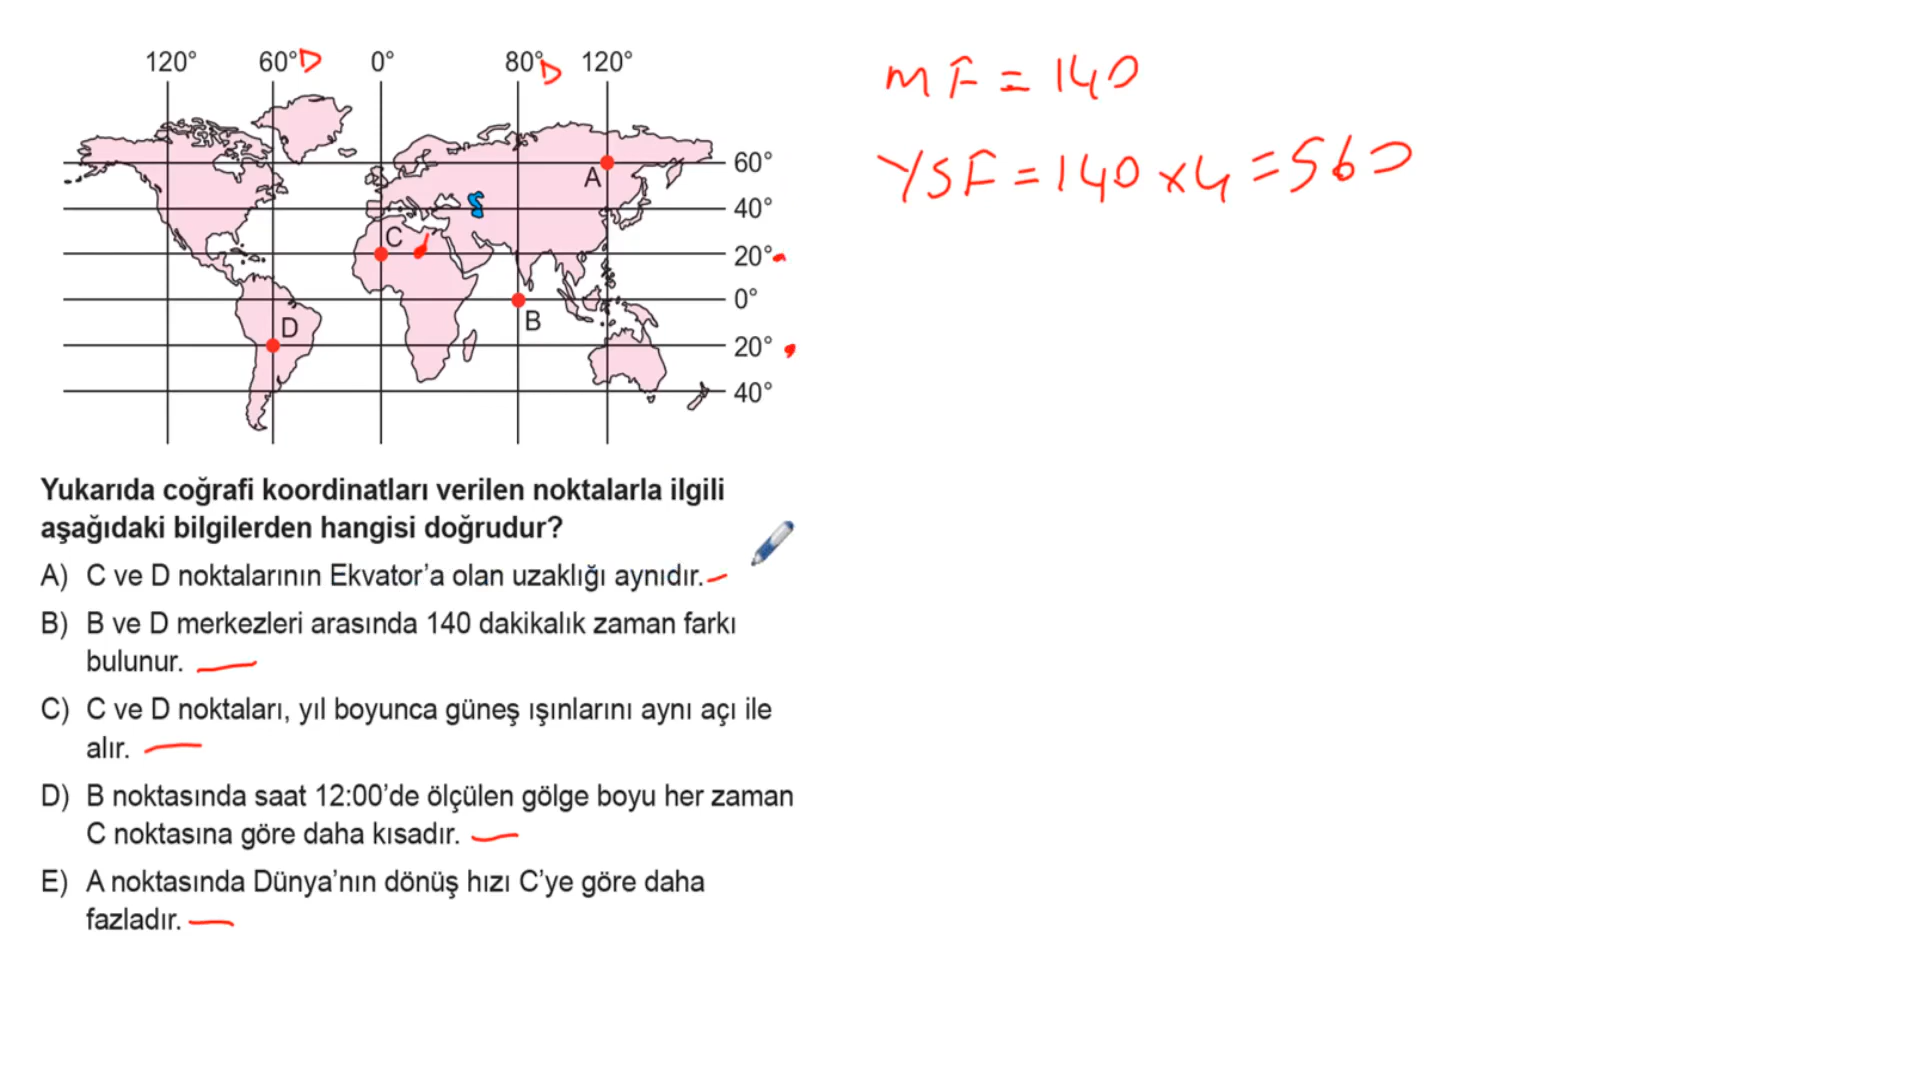 120° 60°D 0° 80°D 120°
MF = 140
60°
YSF = 140 x 4 = 560
A
40°
C
20°
0°
B
D
20°
40°
Yukarıda coğrafi koordinatları verilen noktalarla ilgili
aşağıdaki bilgilerden hangisi doğrudur?
A) C ve D noktalarının Ekvator’a olan uzaklığı aynıdır.
B) B ve D merkezleri arasında 140 dakikalık zaman farkı
bulunur.
C) C ve D noktaları, yıl boyunca güneş ışınlarını aynı açı ile
alır.
D) B noktasında saat 12:00’de ölçülen gölge boyu her zaman
C noktasına göre daha kısadır.
E) A noktasında Dünya’nın dönüş hızı C’ye göre daha
fazladır.